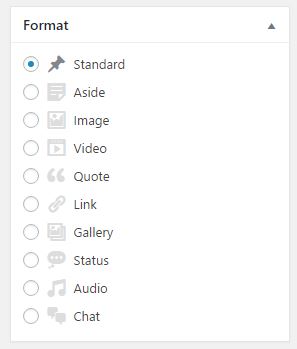 Format
Standard
Aside
Image
Video
Quote
Link
Gallery
Status
Audio
Chat